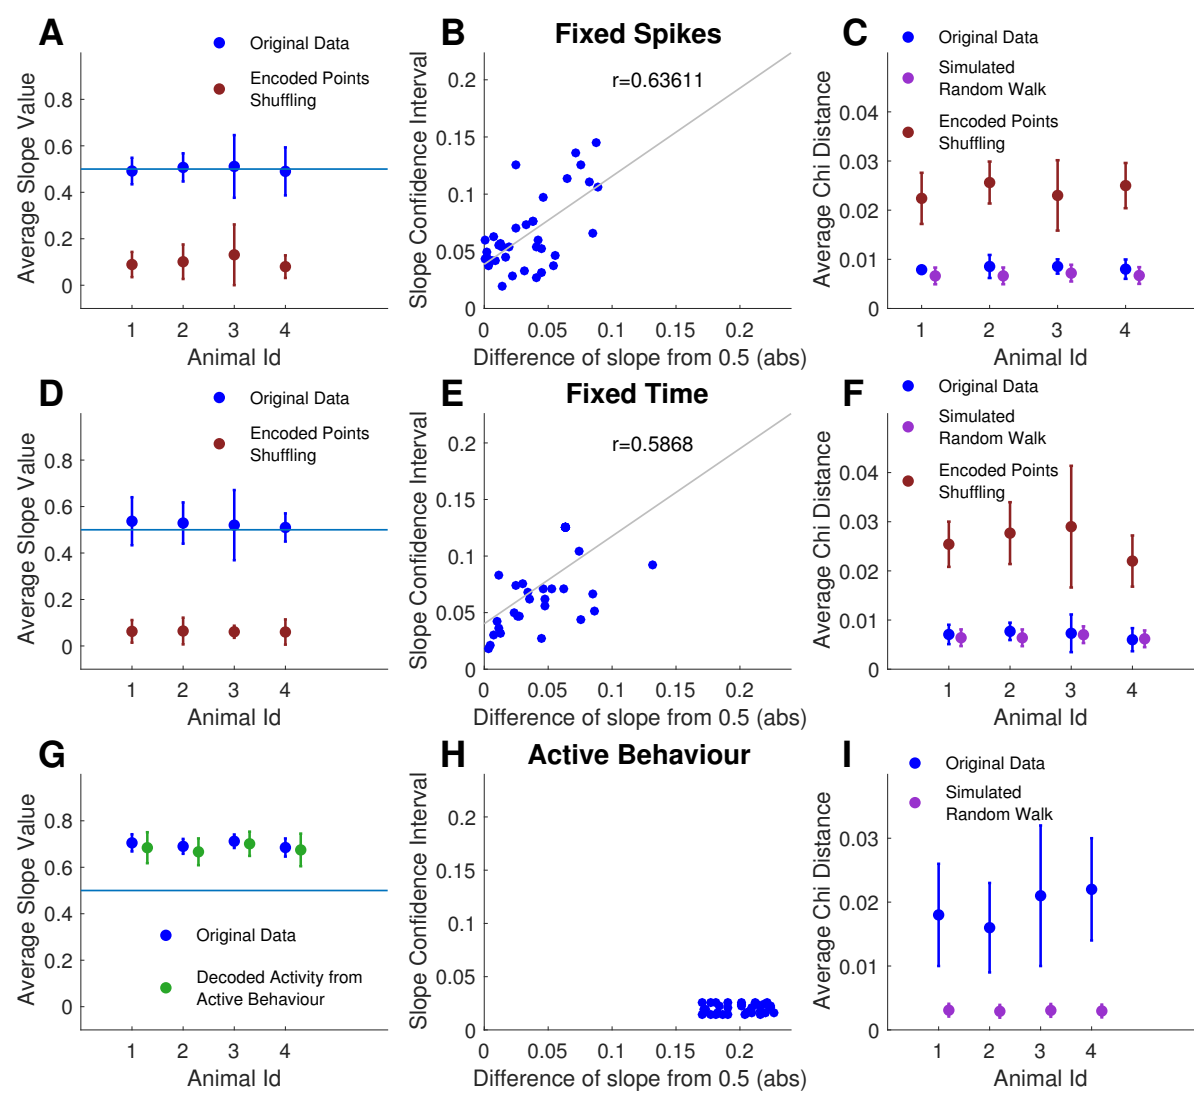 A
Original Data
Encoded Points
Shuffling
Average Slope Value
0.8
0.6
0.4
0.2
0
1 2 3 4
Animal Id
B
Fixed Spikes
r=0.63611
Slope Confidence Interval
0.2
0.15
0.1
0.05
0
0 0.05 0.1 0.15 0.2
Difference of slope from 0.5 (abs)
C
Original Data
Simulated
Random Walk
Encoded Points
Shuffling
Average Chi Distance
0.04
0.03
0.02
0.01
0
1 2 3 4
Animal Id
D
Original Data
Encoded Points
Shuffling
Average Slope Value
0.8
0.6
0.4
0.2
0
1 2 3 4
Animal Id
E
Fixed Time
r=0.5868
Slope Confidence Interval
0.2
0.15
0.1
0.05
0
0 0.05 0.1 0.15 0.2
Difference of slope from 0.5 (abs)
F
Original Data
Simulated
Random Walk
Encoded Points
Shuffling
Average Chi Distance
0.04
0.03
0.02
0.01
0
1 2 3 4
Animal Id
G
Average Slope Value
0.8
0.6
0.4
0.2
0
Original Data
Decoded Activity from
Active Behaviour
1 2 3 4
Animal Id
H
Active Behaviour
Slope Confidence Interval
0.2
0.15
0.1
0.05
0
0 0.05 0.1 0.15 0.2
Difference of slope from 0.5 (abs)
I
Original Data
Simulated
Random Walk
Average Chi Distance
0.03
0.02
0.01
0
1 2 3 4
Animal Id